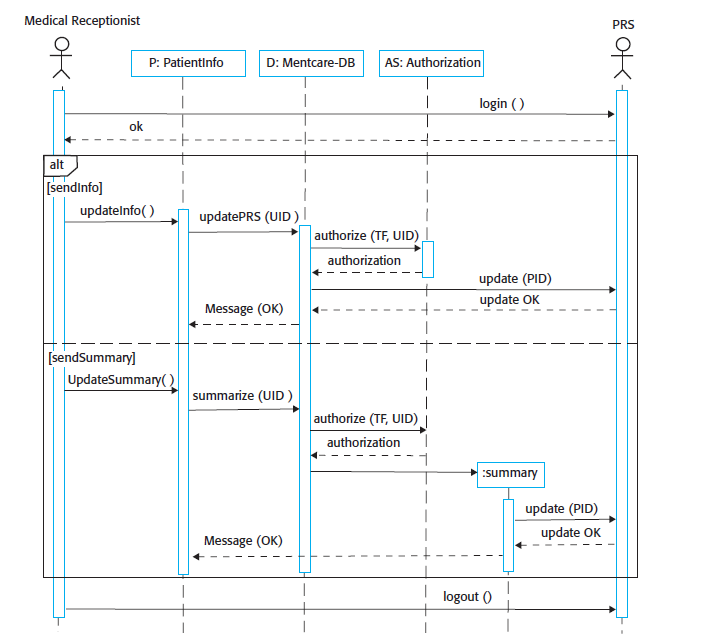 Medical Receptionist
PRS
P: PatientInfo
D: Mentcare-DB
AS: Authorization
login ( )
ok
alt
[sendInfo]
updateInfo( )
updatePRS (UID )
authorize (TF, UID)
authorization
update (PID)
update OK
Message (OK)
[sendSummary]
UpdateSummary( )
summarize (UID )
authorize (TF, UID)
authorization
:summary
update (PID)
update OK
Message (OK)
logout ()